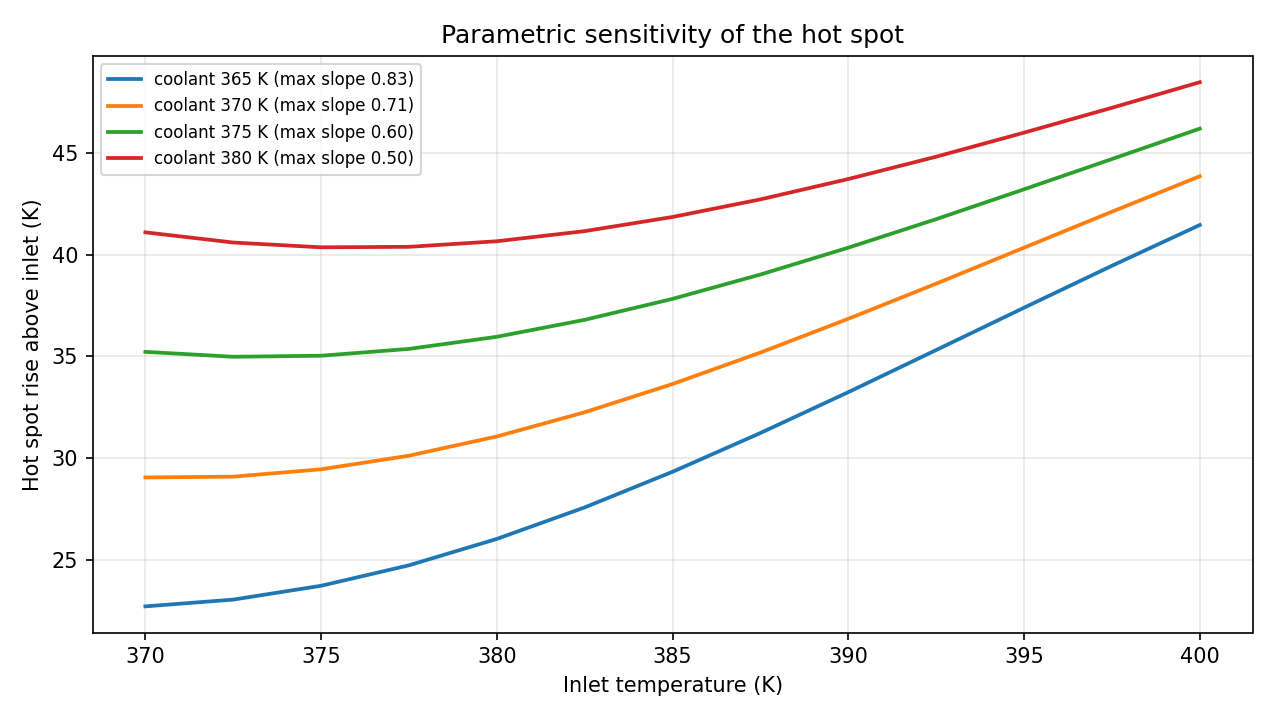 Parametric sensitivity of the hot spot
coolant 365 K (max slope 0.83)
coolant 370 K (max slope 0.71)
coolant 375 K (max slope 0.60)
coolant 380 K (max slope 0.50)
Hot spot rise above inlet (K)
45
40
35
30
25
370 375 380 385 390 395 400
Inlet temperature (K)